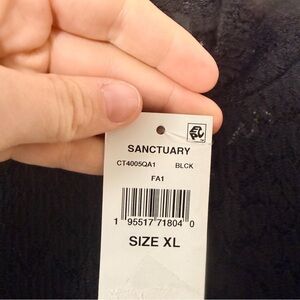 SANCTUARY
CT4005QA1 BLCK
FA1
1 95517 71804 0
SIZE XL